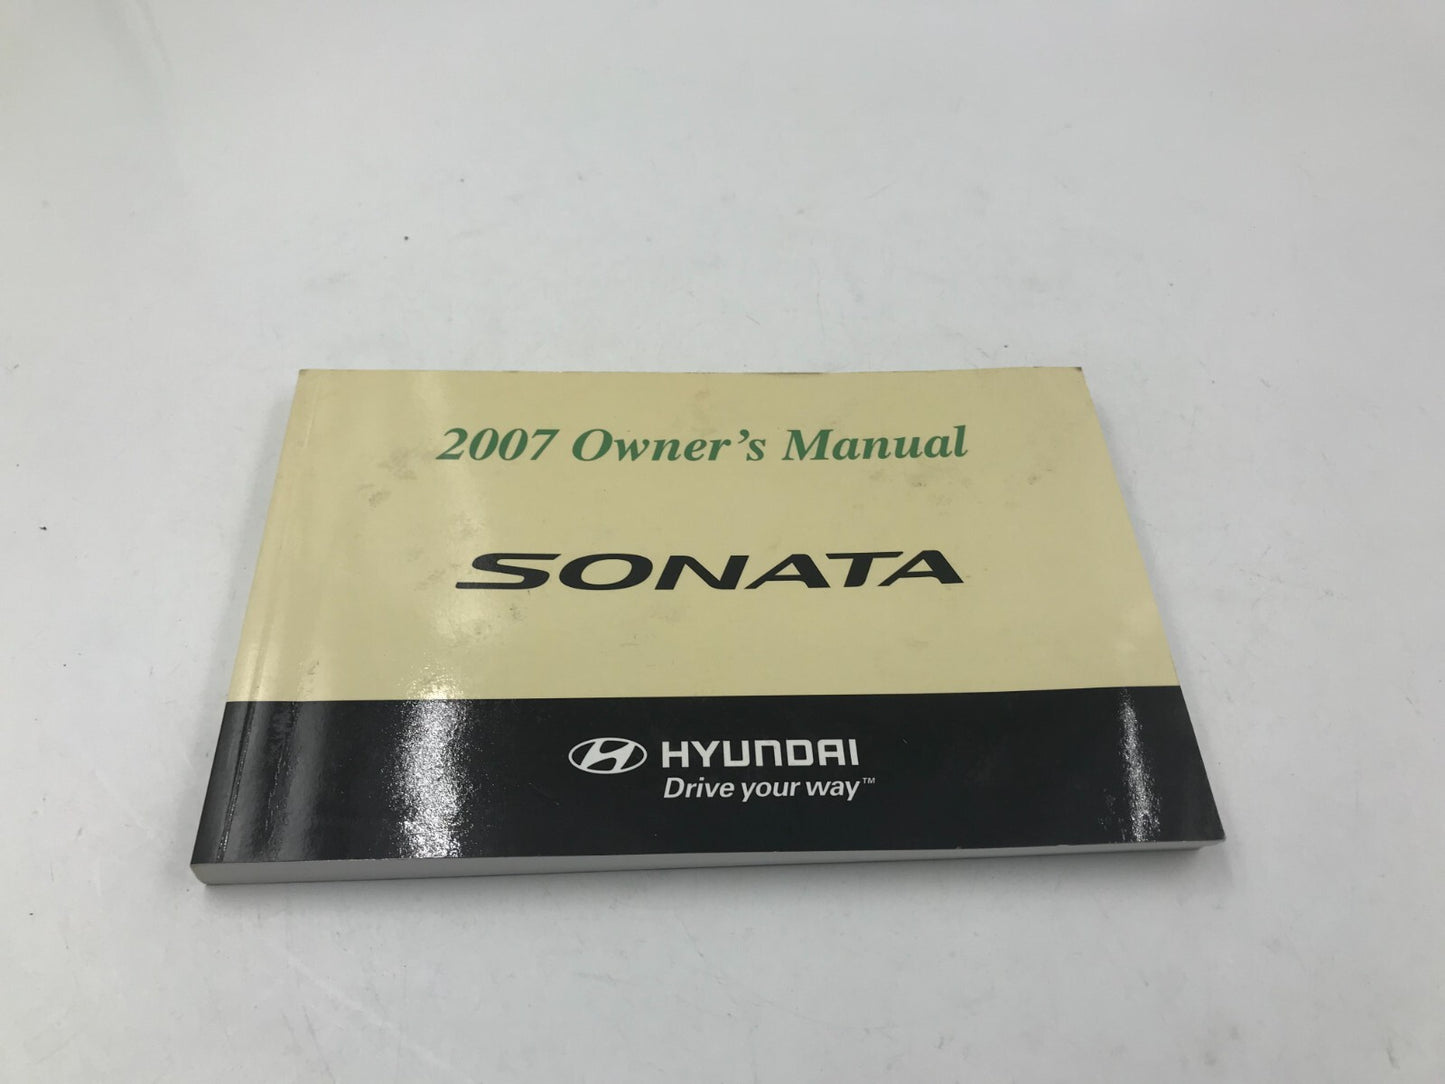 2007 Owner's Manual
SONATA
HYUNDAI
Drive your way™